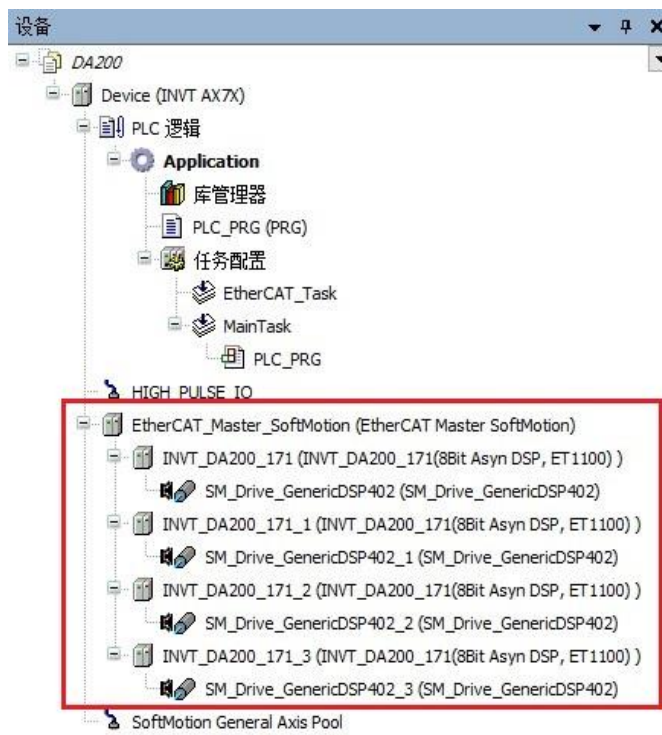 设备
DA200
Device (INVT AX7X)
PLC 逻辑
Application
库管理器
PLC_PRG (PRG)
任务配置
EtherCAT_Task
MainTask
PLC_PRG
HIGH_PULSE_IO
EtherCAT_Master_SoftMotion (EtherCAT Master SoftMotion)
INVT_DA200_171 (INVT_DA200_171(8Bit Asyn DSP, ET1100) )
SM_Drive_GenericDSP402 (SM_Drive_GenericDSP402)
INVT_DA200_171_1 (INVT_DA200_171(8Bit Asyn DSP, ET1100) )
SM_Drive_GenericDSP402_1 (SM_Drive_GenericDSP402)
INVT_DA200_171_2 (INVT_DA200_171(8Bit Asyn DSP, ET1100) )
SM_Drive_GenericDSP402_2 (SM_Drive_GenericDSP402)
INVT_DA200_171_3 (INVT_DA200_171(8Bit Asyn DSP, ET1100) )
SM_Drive_GenericDSP402_3 (SM_Drive_GenericDSP402)
SoftMotion General Axis Pool